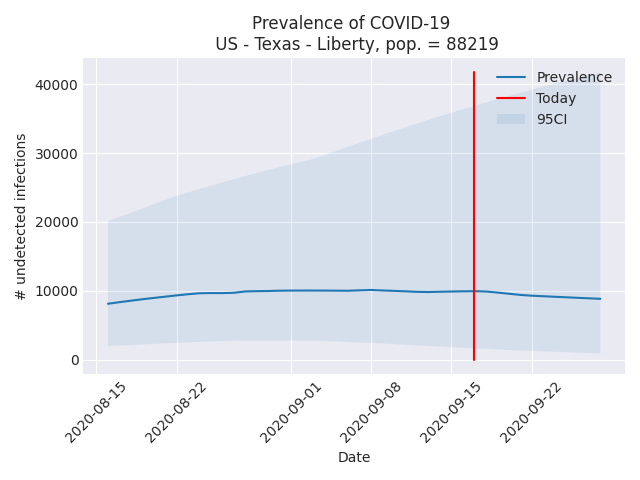 Prevalence of COVID-19
US - Texas - Liberty, pop. = 88219
# undetected infections
40000
30000
20000
10000
0
Prevalence
Today
95CI
2020-08-15
2020-08-22
2020-09-01
2020-09-08
2020-09-15
2020-09-22
Date